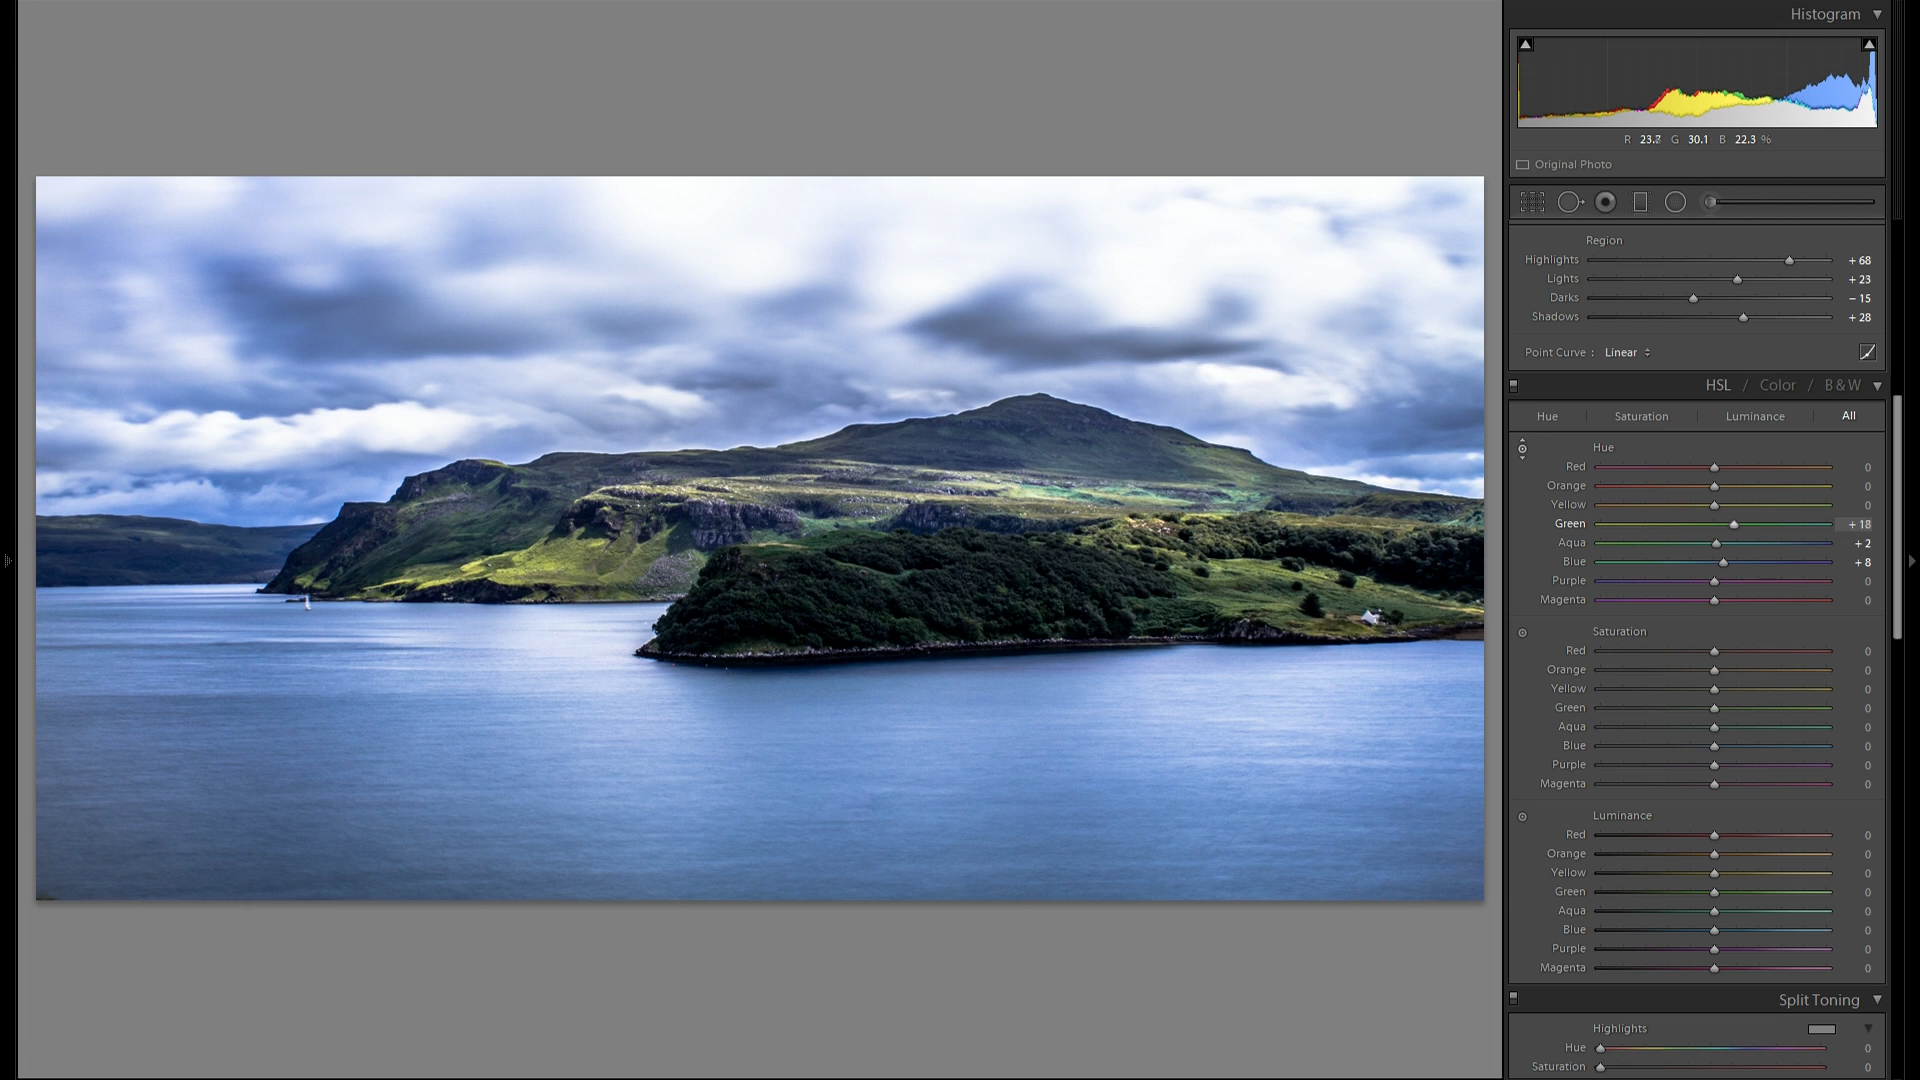 Histogram
R 23.7 G 30.1 B 22.3 %
Original Photo
Region
Highlights + 68
Lights + 23
Darks − 15
Shadows + 28
Point Curve : Linear
HSL / Color / B & W
Hue Saturation Luminance All
Hue
Red 0
Orange 0
Yellow 0
Green + 18
Aqua + 2
Blue + 8
Purple 0
Magenta 0
Saturation
Red 0
Orange 0
Yellow 0
Green 0
Aqua 0
Blue 0
Purple 0
Magenta 0
Luminance
Red 0
Orange 0
Yellow 0
Green 0
Aqua 0
Blue 0
Purple 0
Magenta 0
Split Toning
Highlights
Hue 0
Saturation 0